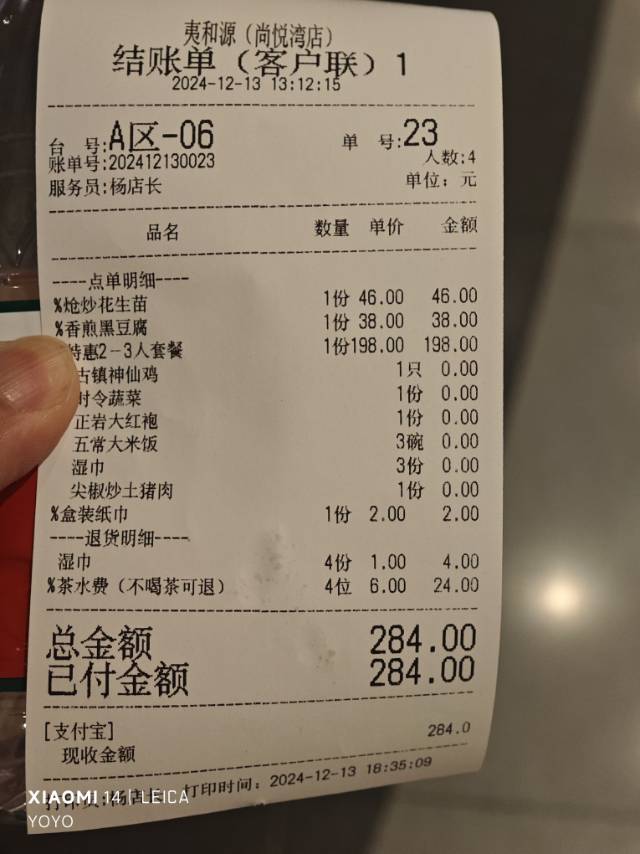 夷和源（尚悦湾店）
结账单（客户联）1
2024-12-13 13:12:15
台 号:A区-06 单 号:23
账单号:202412130023 人数:4
服务员:杨店长 单位: 元
品名 数量 单价 金额
----点单明细----
%炝炒花生苗 1份 46.00 46.00
%香煎黑豆腐 1份 38.00 38.00
特惠2-3人套餐 1份198.00 198.00
古镇神仙鸡 1只 0.00
时令蔬菜 1份 0.00
正岩大红袍 1份 0.00
五常大米饭 3碗 0.00
湿巾 3份 0.00
尖椒炒土猪肉 1份 0.00
%盒装纸巾 1份 2.00 2.00
----退货明细----
湿巾 4份 1.00 4.00
%茶水费（不喝茶可退） 4位 6.00 24.00
总金额 284.00
已付金额 284.00
[支付宝] 284.0
现收金额
打印员:杨店长 打印时间: 2024-12-13 18:35:09
XIAOMI 14 | LEICA
YOYO